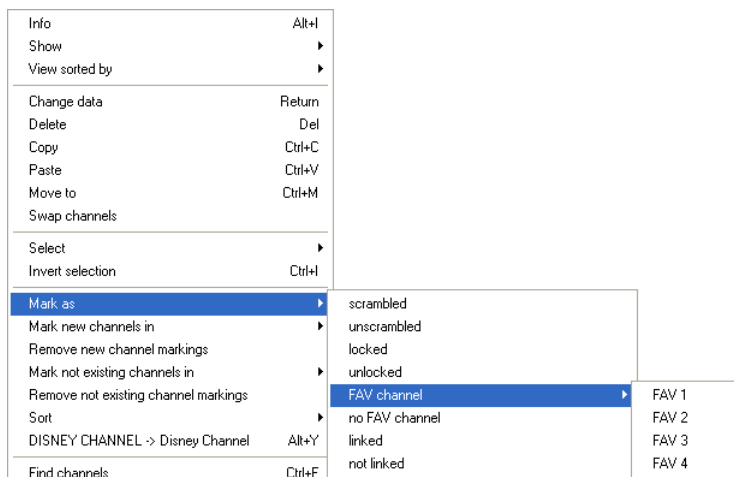 Info Alt+I
Show
View sorted by
Change data Return
Delete Del
Copy Ctrl+C
Paste Ctrl+V
Move to Ctrl+M
Swap channels
Select
Invert selection Ctrl+I
Mark as
Mark new channels in
Remove new channel markings
Mark not existing channels in
Remove not existing channel markings
Sort
DISNEY CHANNEL -> Disney Channel Alt+Y
Find channels Ctrl+F
scrambled
unscrambled
locked
unlocked
FAV channel
no FAV channel
linked
not linked
FAV 1
FAV 2
FAV 3
FAV 4